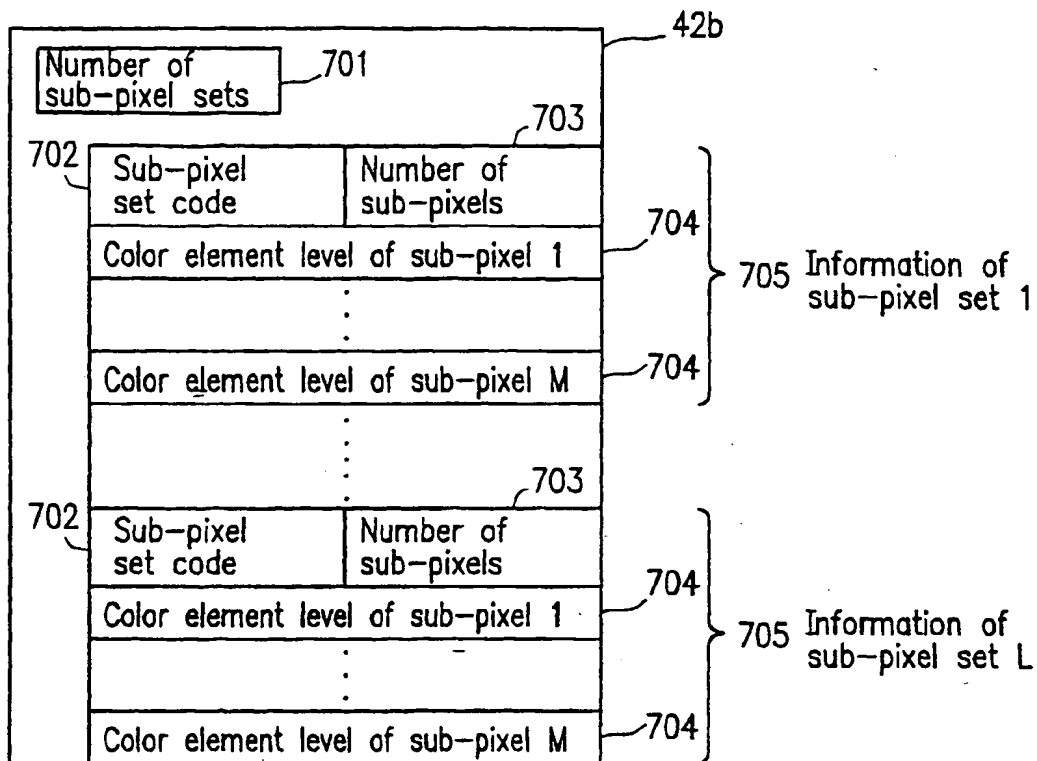 42b
Number of
sub-pixel sets
701
703
702
Sub-pixel
set code
Number of
sub-pixels
704
Color element level of sub-pixel 1
705 Information of
sub-pixel set 1
Color element level of sub-pixel M
704
703
702
Sub-pixel
set code
Number of
sub-pixels
704
Color element level of sub-pixel 1
705 Information of
sub-pixel set L
Color element level of sub-pixel M
704